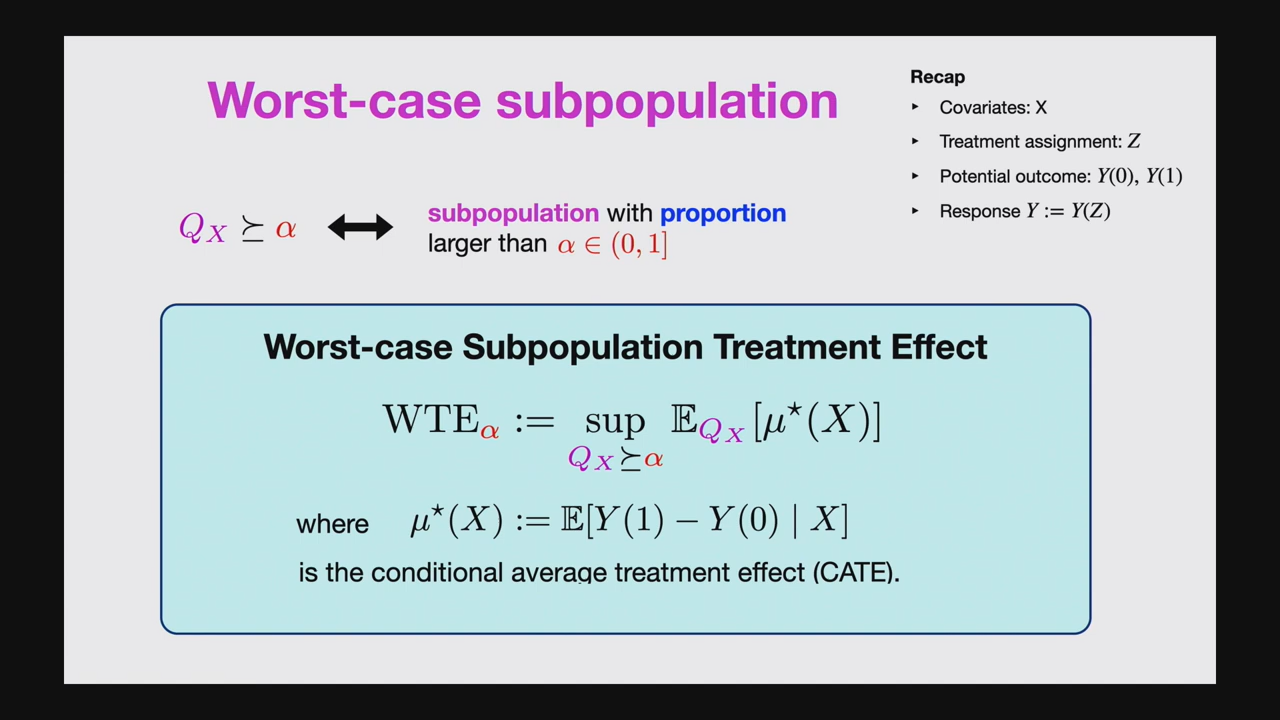 Worst-case subpopulation
Recap
▸ Covariates: X
▸ Treatment assignment: Z
▸ Potential outcome: Y(0), Y(1)
▸ Response Y := Y(Z)
Q_X ⪰ α ↔ subpopulation with proportion
larger than α ∈ (0, 1]
Worst-case Subpopulation Treatment Effect
WTE_α := sup_{Q_X ⪰ α} 𝔼_{Q_X} [μ⋆(X)]
where μ⋆(X) := 𝔼[Y(1) − Y(0) | X]
is the conditional average treatment effect (CATE).